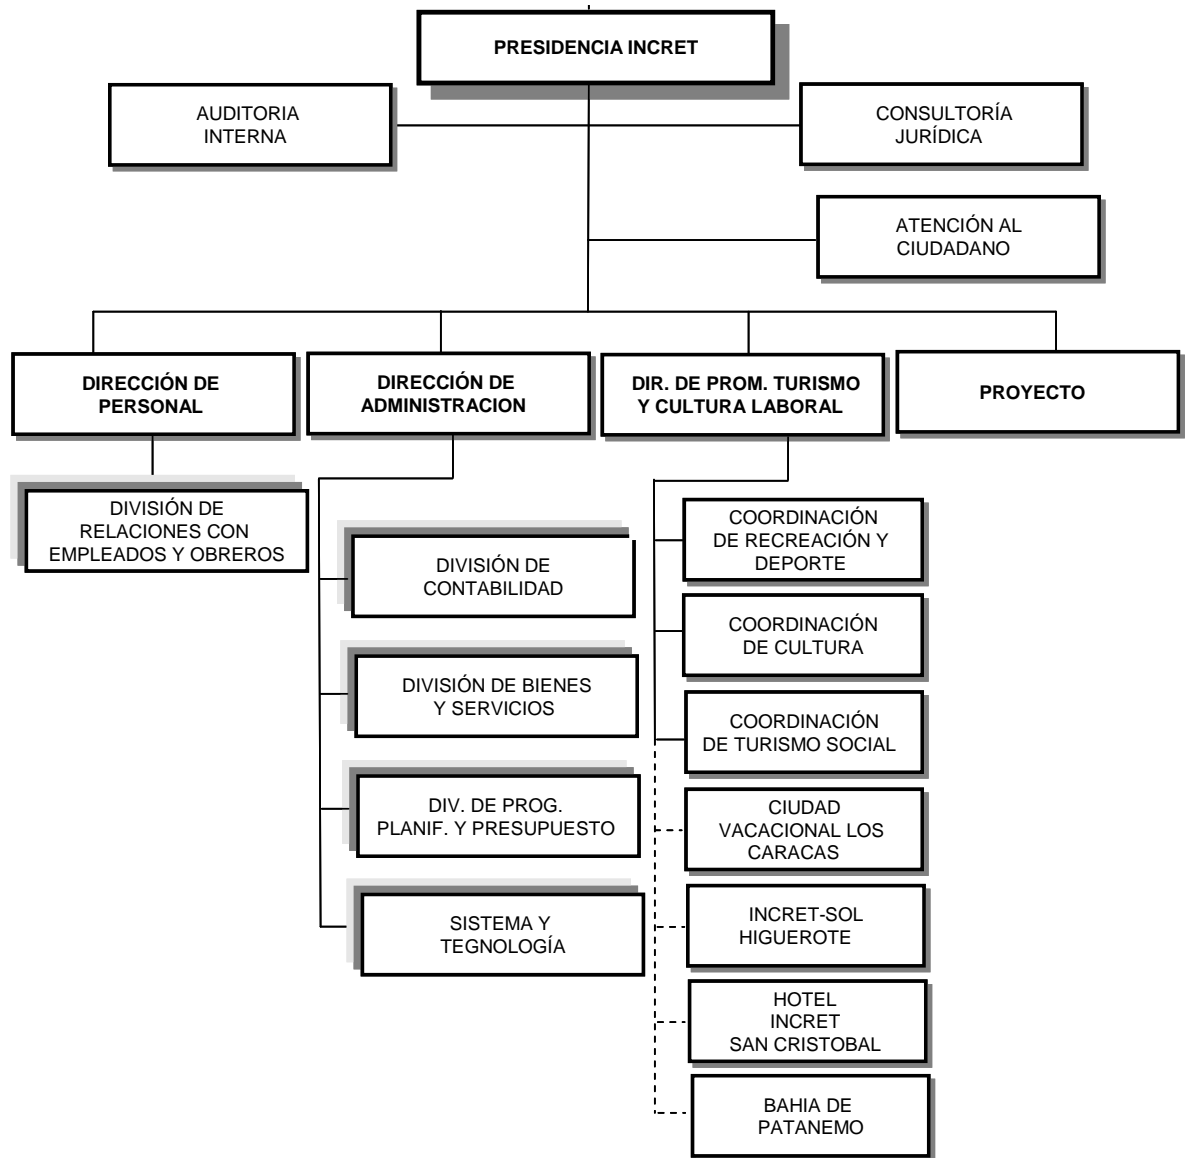 PRESIDENCIA INCRET
AUDITORIA
INTERNA
CONSULTORÍA
JURÍDICA
ATENCIÓN AL
CIUDADANO
DIRECCIÓN DE
PERSONAL
DIRECCIÓN DE
ADMINISTRACION
DIR. DE PROM. TURISMO
Y CULTURA LABORAL
PROYECTO
DIVISIÓN DE
RELACIONES CON
EMPLEADOS Y OBREROS
DIVISIÓN DE
CONTABILIDAD
DIVISIÓN DE BIENES
Y SERVICIOS
DIV. DE PROG.
PLANIF. Y PRESUPUESTO
SISTEMA Y
TEGNOLOGÍA
COORDINACIÓN
DE RECREACIÓN Y
DEPORTE
COORDINACIÓN
DE CULTURA
COORDINACIÓN
DE TURISMO SOCIAL
CIUDAD
VACACIONAL LOS
CARACAS
INCRET-SOL
HIGUEROTE
HOTEL
INCRET
SAN CRISTOBAL
BAHIA DE
PATANEMO